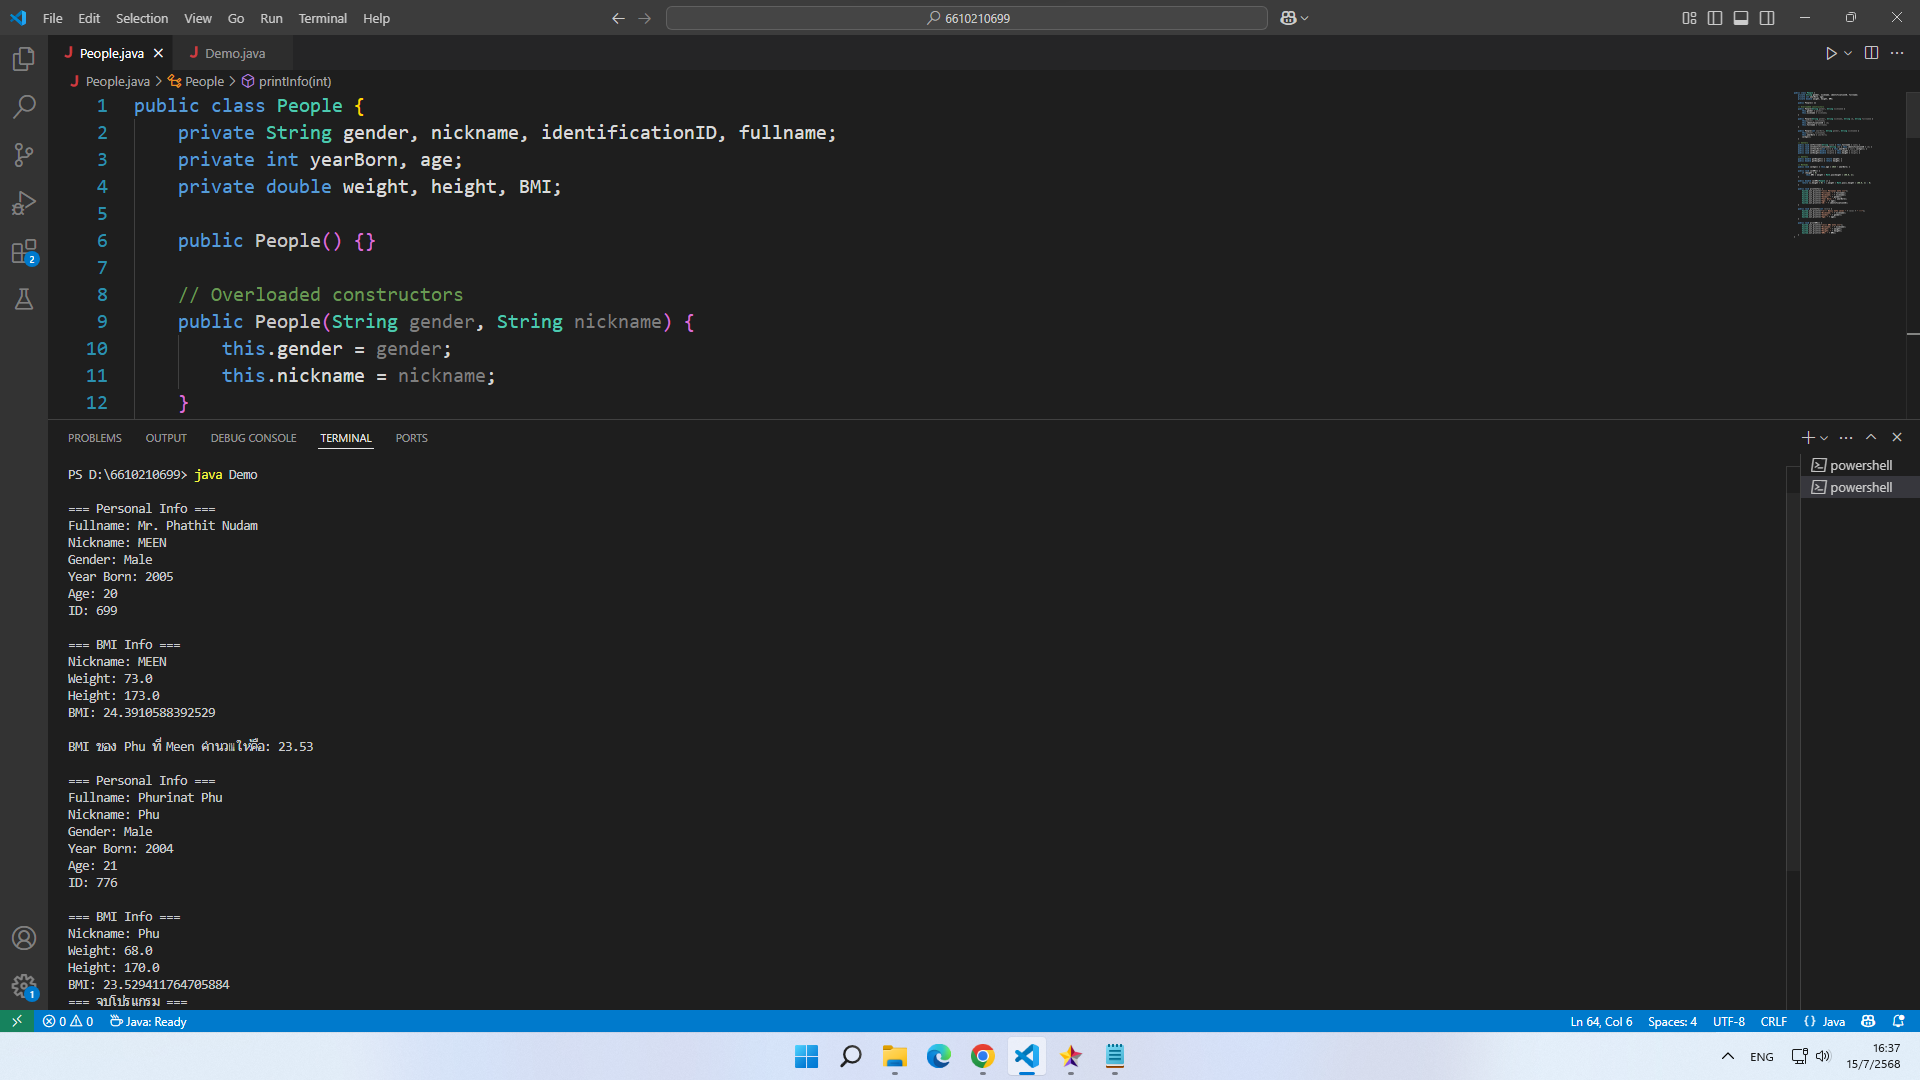 File Edit Selection View Go Run Terminal Help
6610210699
People.java
Demo.java
People.java > People > printInfo(int)
1 public class People {
2 private String gender, nickname, identificationID, fullname;
3 private int yearBorn, age;
4 private double weight, height, BMI;
5
6 public People() {}
7
8 // Overloaded constructors
9 public People(String gender, String nickname) {
10 this.gender = gender;
11 this.nickname = nickname;
12 }
PROBLEMS OUTPUT DEBUG CONSOLE TERMINAL PORTS
powershell
powershell
PS D:\6610210699> java Demo
=== Personal Info ===
Fullname: Mr. Phathit Nudam
Nickname: MEEN
Gender: Male
Year Born: 2005
Age: 20
ID: 699
=== BMI Info ===
Nickname: MEEN
Weight: 73.0
Height: 173.0
BMI: 24.3910588392529
BMI ของ Phu ที่ Meen คำนวณให้คือ: 23.53
=== Personal Info ===
Fullname: Phurinat Phu
Nickname: Phu
Gender: Male
Year Born: 2004
Age: 21
ID: 776
=== BMI Info ===
Nickname: Phu
Weight: 68.0
Height: 170.0
BMI: 23.529411764705884
=== จบโปรแกรม ===
2
1
0 0 Java: Ready
Ln 64, Col 6 Spaces: 4 UTF-8 CRLF {} Java
ENG
16:37
15/7/2568